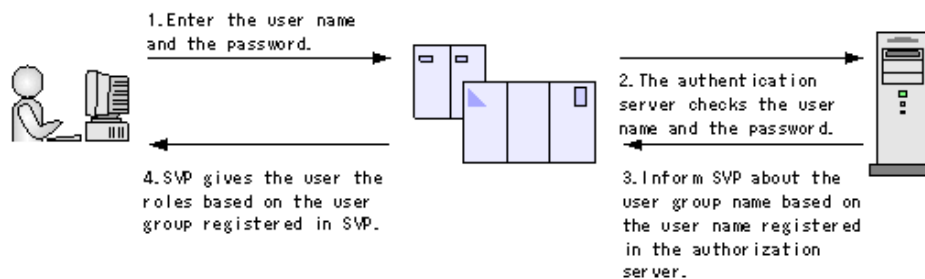 1.Enter the user name
and the password.
2.The authentication
server checks the user
name and the password.
3.Inform SVP about the
user group name based on
the user name registered
in the authorization
server.
4.SVP gives the user the
roles based on the user
group registered in SVP.